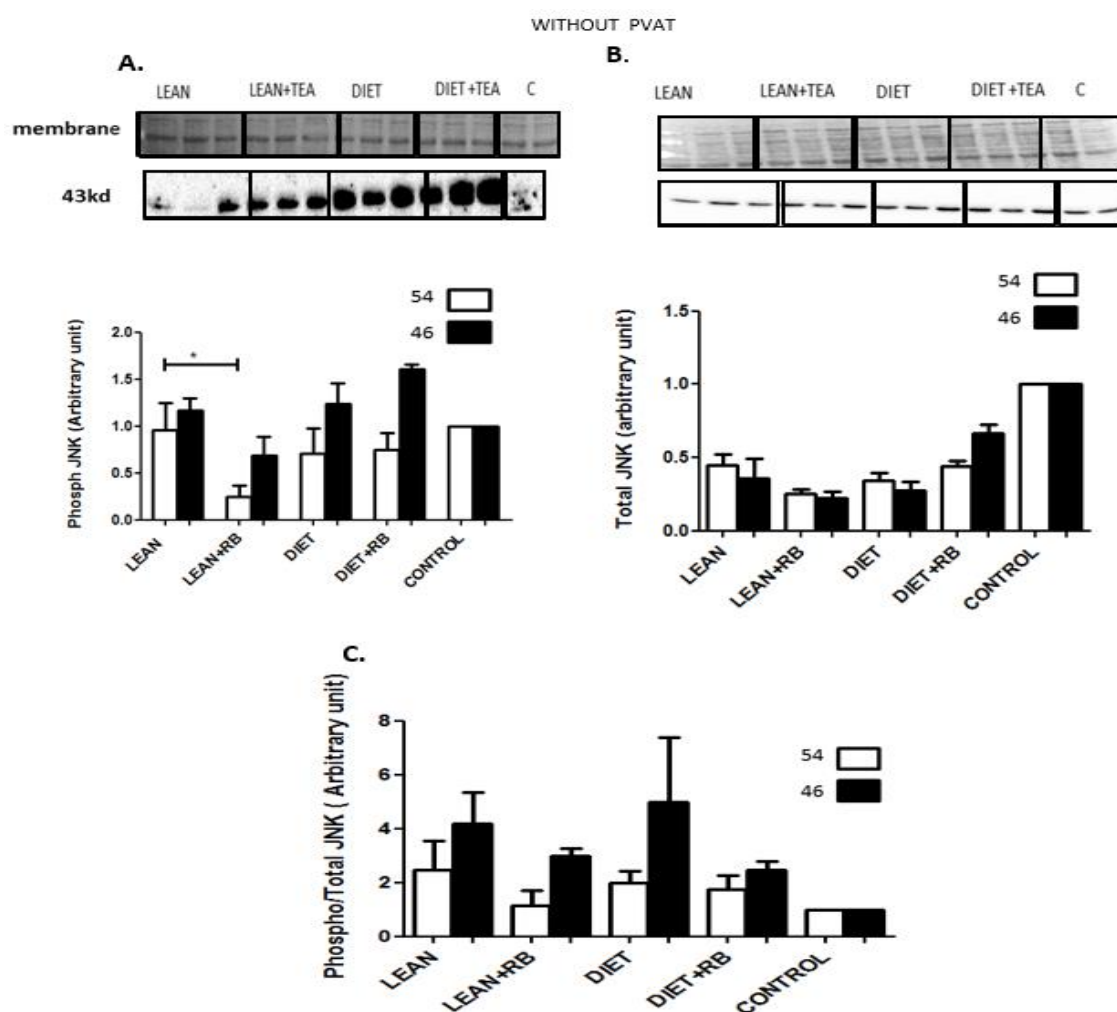 WITHOUT PVAT
A.
LEAN LEAN+TEA DIET DIET +TEA C
membrane
43kd
54
46
Phosph JNK (Arbitrary unit)
2.0
1.5
1.0
0.5
0.0
*
LEAN
LEAN+RB
DIET
DIET+RB
CONTROL
B.
LEAN LEAN+TEA DIET DIET +TEA C
54
46
Total JNK (arbitrary unit)
1.5
1.0
0.5
0.0
LEAN
LEAN+RB
DIET
DIET+RB
CONTROL
C.
54
46
Phospho/Total JNK ( Arbitrary unit)
8
6
4
2
0
LEAN
LEAN+RB
DIET
DIET+RB
CONTROL